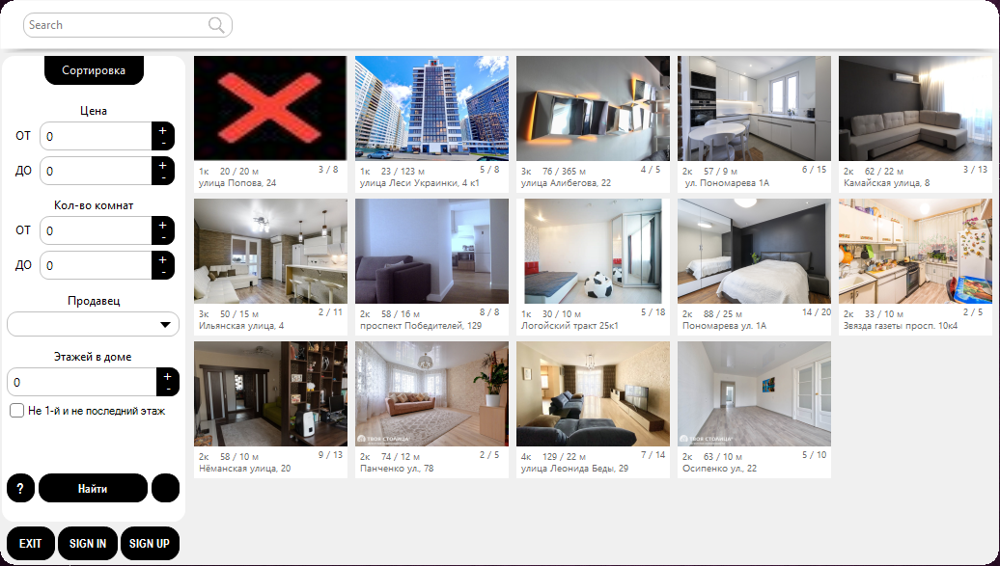 Search
Сортировка
Цена
ОТ 0 + -
ДО 0 + -
Кол-во комнат
ОТ 0 + -
ДО 0 + -
Продавец
Этажей в доме
0 + -
Не 1-й и не последний этаж
? Найти
EXIT SIGN IN SIGN UP
1к 20 / 20 м 3 / 8
улица Попова, 24
1к 23 / 123 м 5 / 8
улица Леси Украинки, 4 к1
3к 76 / 365 м 4 / 5
улица Алибегова, 22
2к 57 / 9 м 6 / 15
ул. Пономарева 1А
2к 62 / 22 м 3 / 13
Камайская улица, 8
3к 50 / 15 м 2 / 11
Ильянская улица, 4
2к 58 / 16 м 8 / 8
проспект Победителей, 129
1к 30 / 10 м 5 / 18
Логойский тракт 25к1
2к 88 / 25 м 14 / 20
Пономарева ул. 1А
2к 33 / 10 м 2 / 5
Звязда газеты просп. 10к4
2к 58 / 10 м 9 / 13
Нёманская улица, 20
ТВОЯ СТОЛИЦА
2к 74 / 12 м 2 / 5
Панченко ул., 78
4к 129 / 22 м 7 / 14
улица Леонида Беды, 29
ТВОЯ СТОЛИЦА
2к 63 / 10 м 5 / 10
Осипенко ул., 22